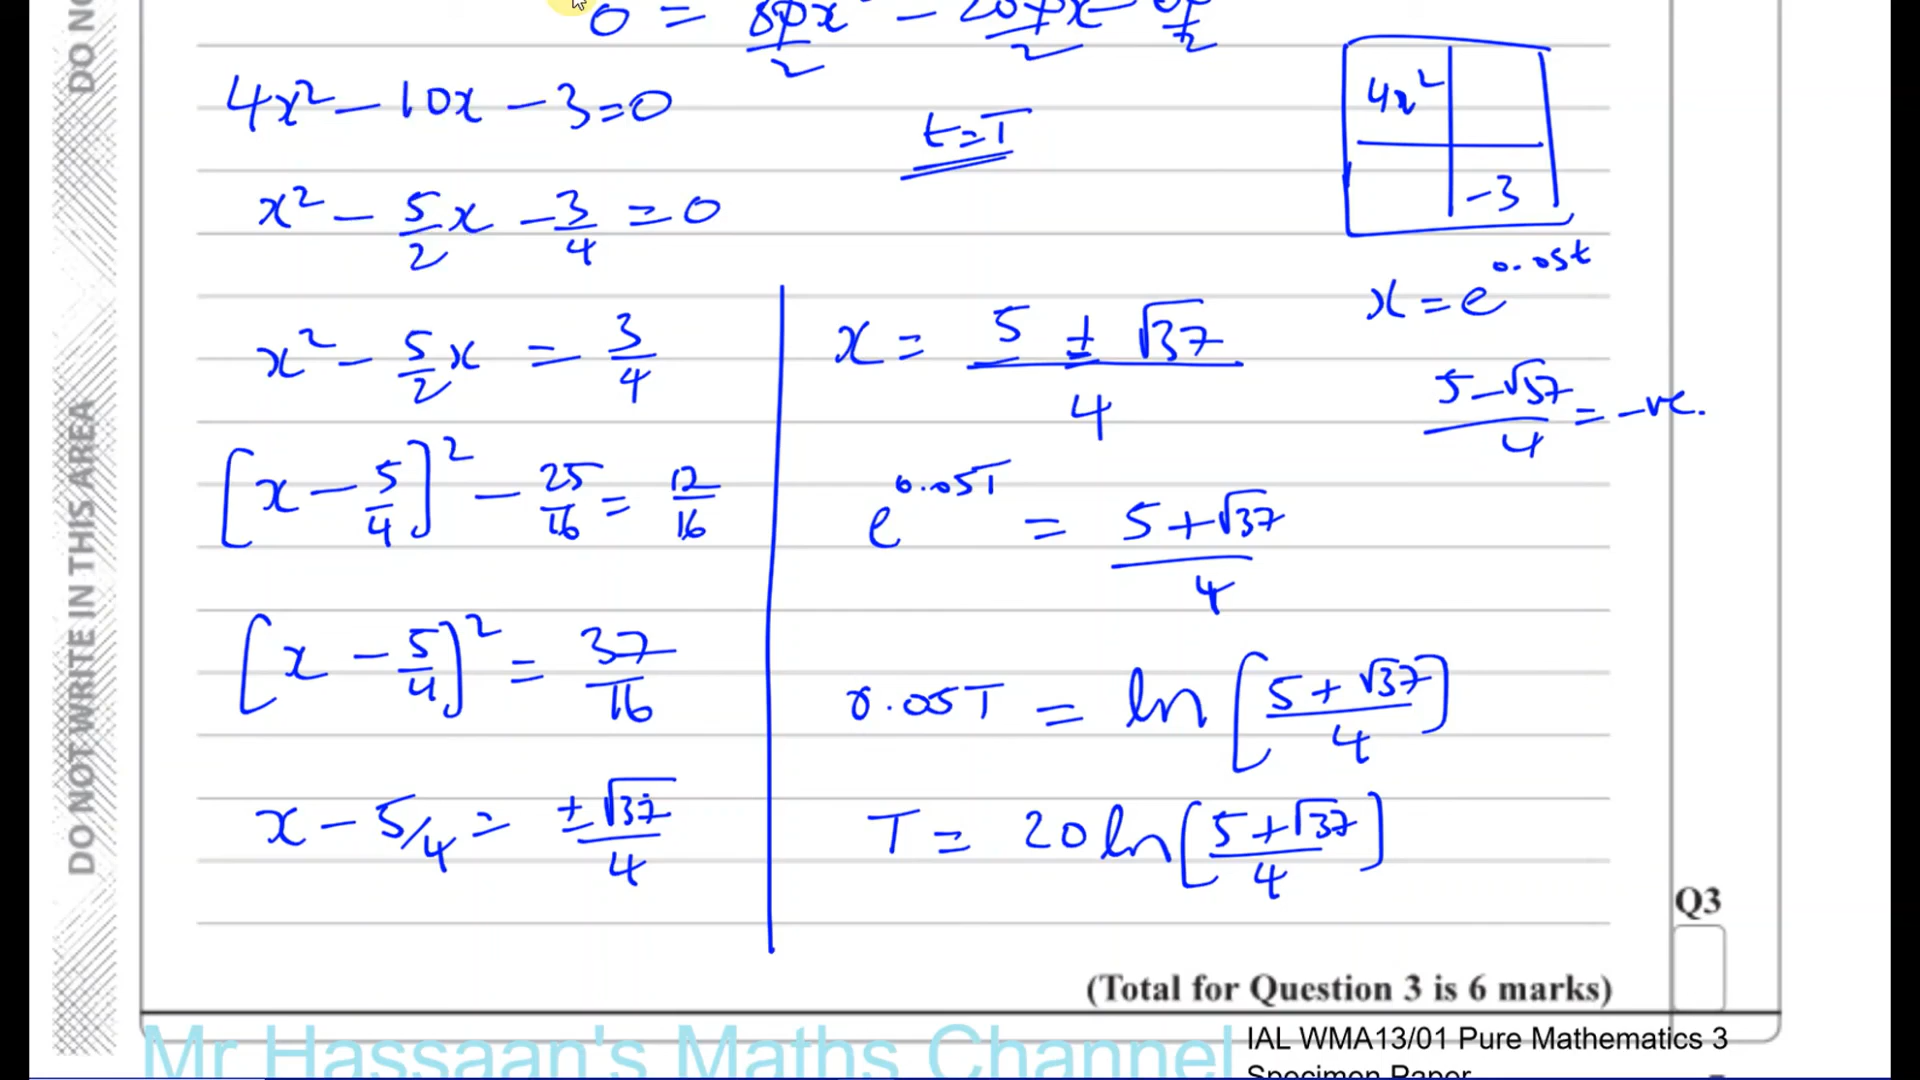 DO NO
DO NOT WRITE IN THIS AREA
4x² - 10x - 3 = 0
t = T
4x²
-3
x² - 5/2 x - 3/4 = 0
x = e^0.05t
x² - 5/2 x = 3/4
x = (5 ± √37)/4
(5 - √37)/4 = -ve.
[x - 5/4]² - 25/16 = 12/16
e^0.05T = (5 + √37)/4
[x - 5/4]² = 37/16
0.05T = ln[(5 + √37)/4]
x - 5/4 = ±√37/4
T = 20 ln[(5 + √37)/4]
Q3
(Total for Question 3 is 6 marks)
Mr Hassaan's Maths Channel
IAL WMA13/01 Pure Mathematics 3
Specimen Paper